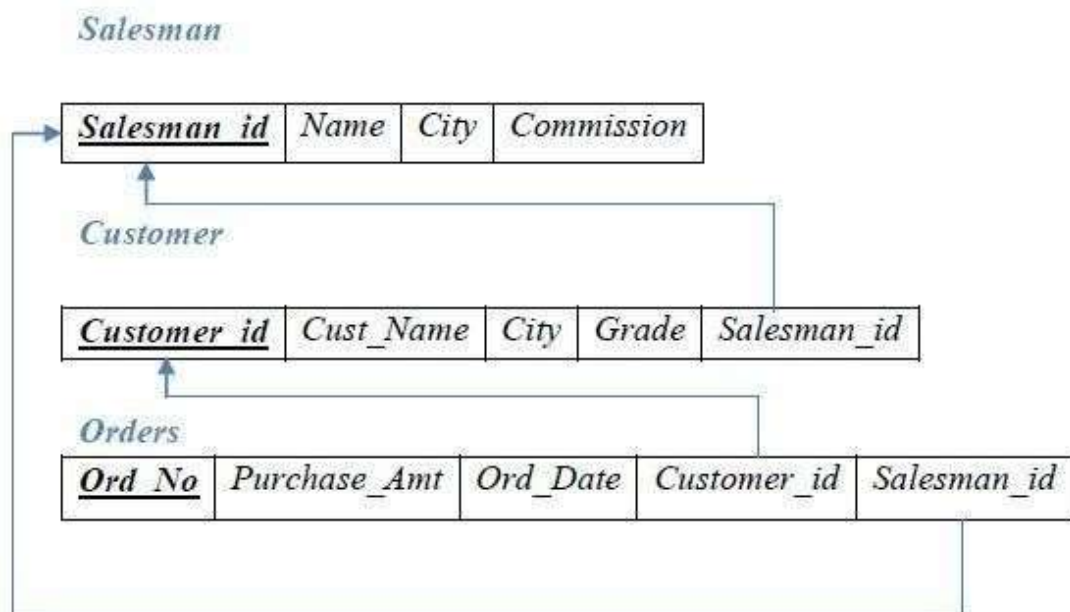 Salesman
Salesman_id Name City Commission
Customer
Customer_id Cust_Name City Grade Salesman_id
Orders
Ord_No Purchase_Amt Ord_Date Customer_id Salesman_id